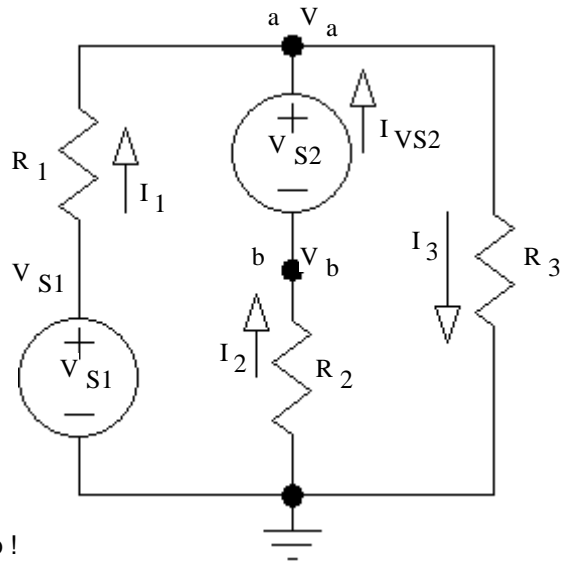 a V a
+
V S2
I VS2
R 1
I 1
−
b V b
I 3
R 3
V S1
+
V S1
I 2
R 2
−
o !